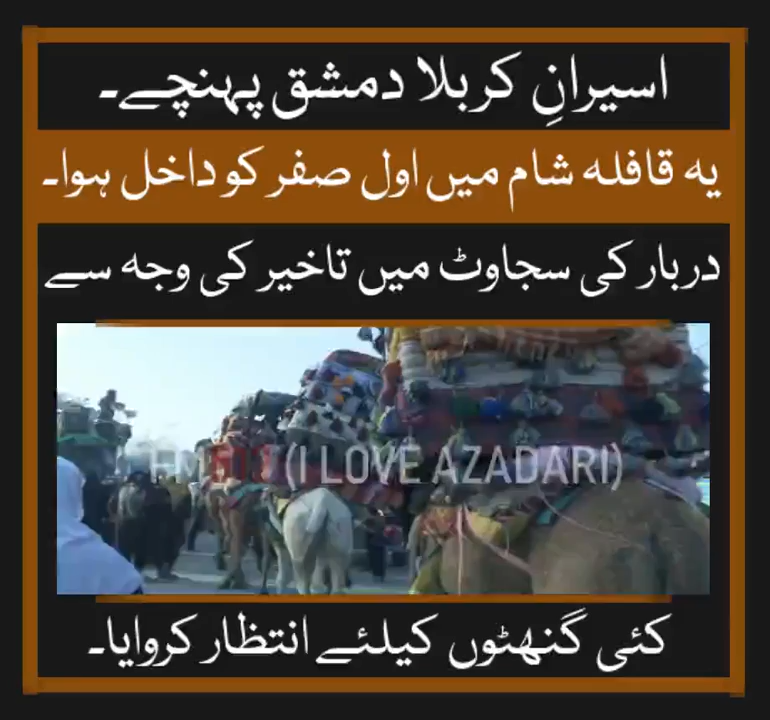 اسیرانِ کربلا دمشق پہنچے۔
یہ قافلہ شام میں اول صفر کو داخل ہوا۔
دربار کی سجاوٹ میں تاخیر کی وجہ سے
(I LOVE AZADARI)
کئی گنھٹوں کیلئے انتظار کروایا۔